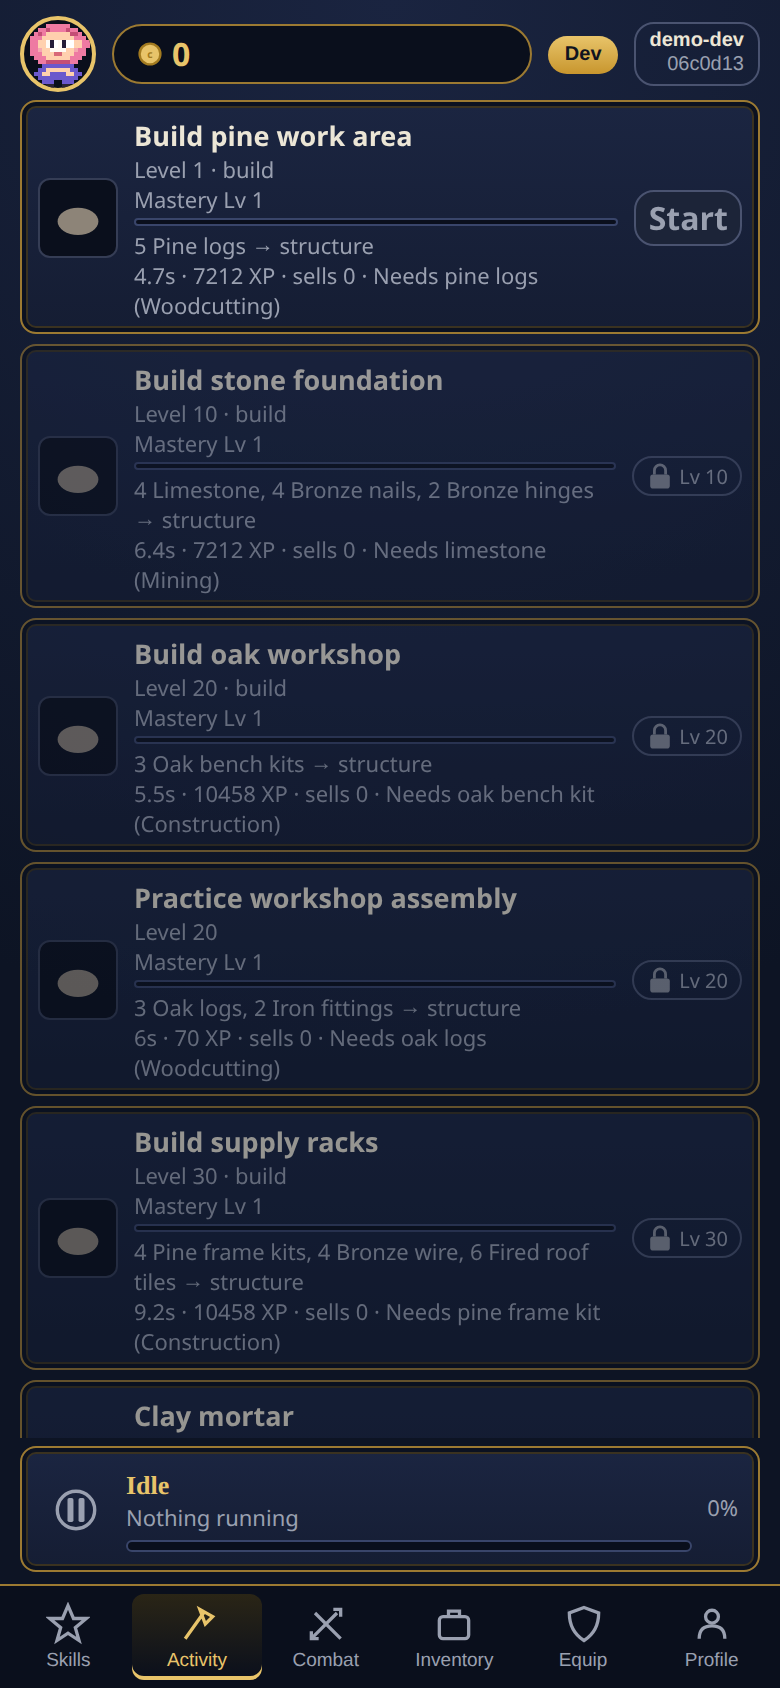 c 0
Dev
demo-dev
06c0d13
Build pine work area
Level 1 · build
Mastery Lv 1
Start
5 Pine logs → structure
4.7s · 7212 XP · sells 0 · Needs pine logs
(Woodcutting)
Build stone foundation
Level 10 · build
Mastery Lv 1
Lv 10
4 Limestone, 4 Bronze nails, 2 Bronze hinges
→ structure
6.4s · 7212 XP · sells 0 · Needs limestone
(Mining)
Build oak workshop
Level 20 · build
Mastery Lv 1
Lv 20
3 Oak bench kits → structure
5.5s · 10458 XP · sells 0 · Needs oak bench kit
(Construction)
Practice workshop assembly
Level 20
Mastery Lv 1
Lv 20
3 Oak logs, 2 Iron fittings → structure
6s · 70 XP · sells 0 · Needs oak logs
(Woodcutting)
Build supply racks
Level 30 · build
Mastery Lv 1
Lv 30
4 Pine frame kits, 4 Bronze wire, 6 Fired roof
tiles → structure
9.2s · 10458 XP · sells 0 · Needs pine frame kit
(Construction)
Clay mortar
Idle
Nothing running
0%
Skills
Activity
Combat
Inventory
Equip
Profile